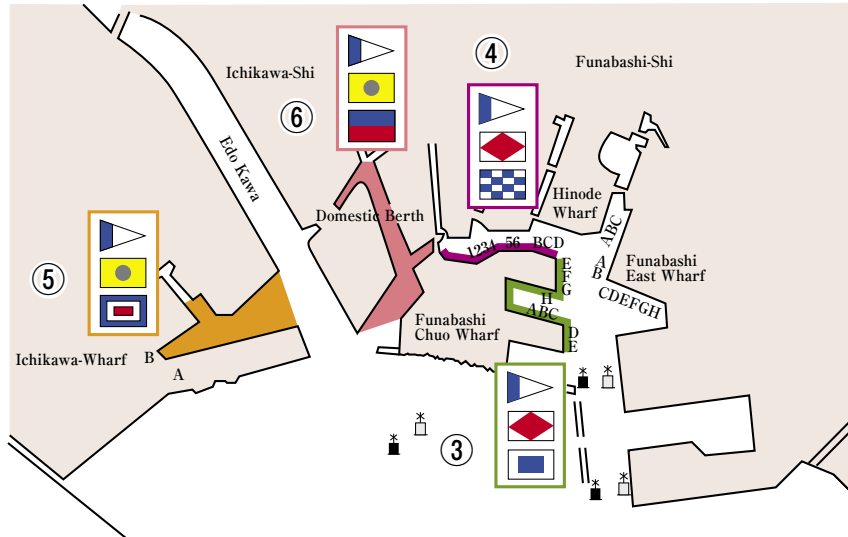 Ichikawa-Shi
④
Funabashi-Shi
⑥
Edo Kawa
Domestic Berth
Hinode
Wharf
ABC
1234 56 BCD
E
F
G
A
B
Funabashi
East Wharf
CDEFGH
H
ABC
D
E
Funabashi
Chuo Wharf
⑤
Ichikawa-Wharf
B
A
③